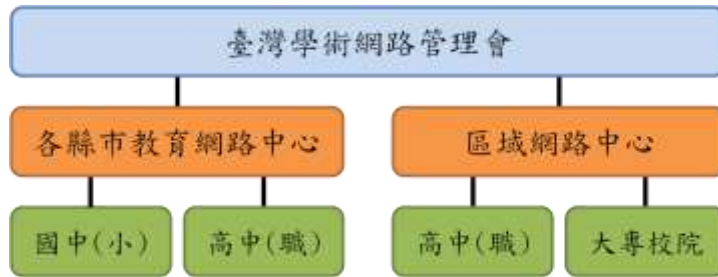 臺灣學術網路管理會
各縣市教育網路中心
區域網路中心
國中(小)
高中(職)
高中(職)
大專校院